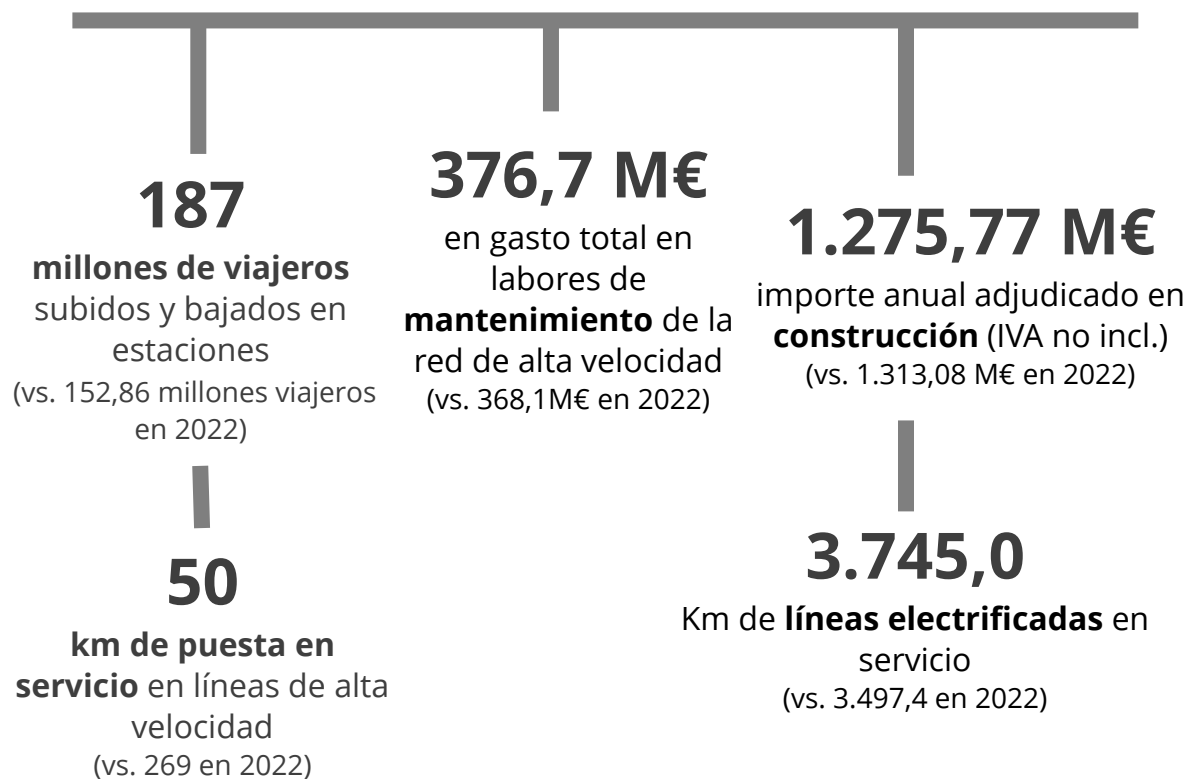 187
millones de viajeros
subidos y bajados en
estaciones
(vs. 152,86 millones viajeros
en 2022)
50
km de puesta en
servicio en líneas de alta
velocidad
(vs. 269 en 2022)
376,7 M€
en gasto total en
labores de
mantenimiento de la
red de alta velocidad
(vs. 368,1M€ en 2022)
1.275,77 M€
importe anual adjudicado en
construcción (IVA no incl.)
(vs. 1.313,08 M€ en 2022)
3.745,0
Km de líneas electrificadas en
servicio
(vs. 3.497,4 en 2022)